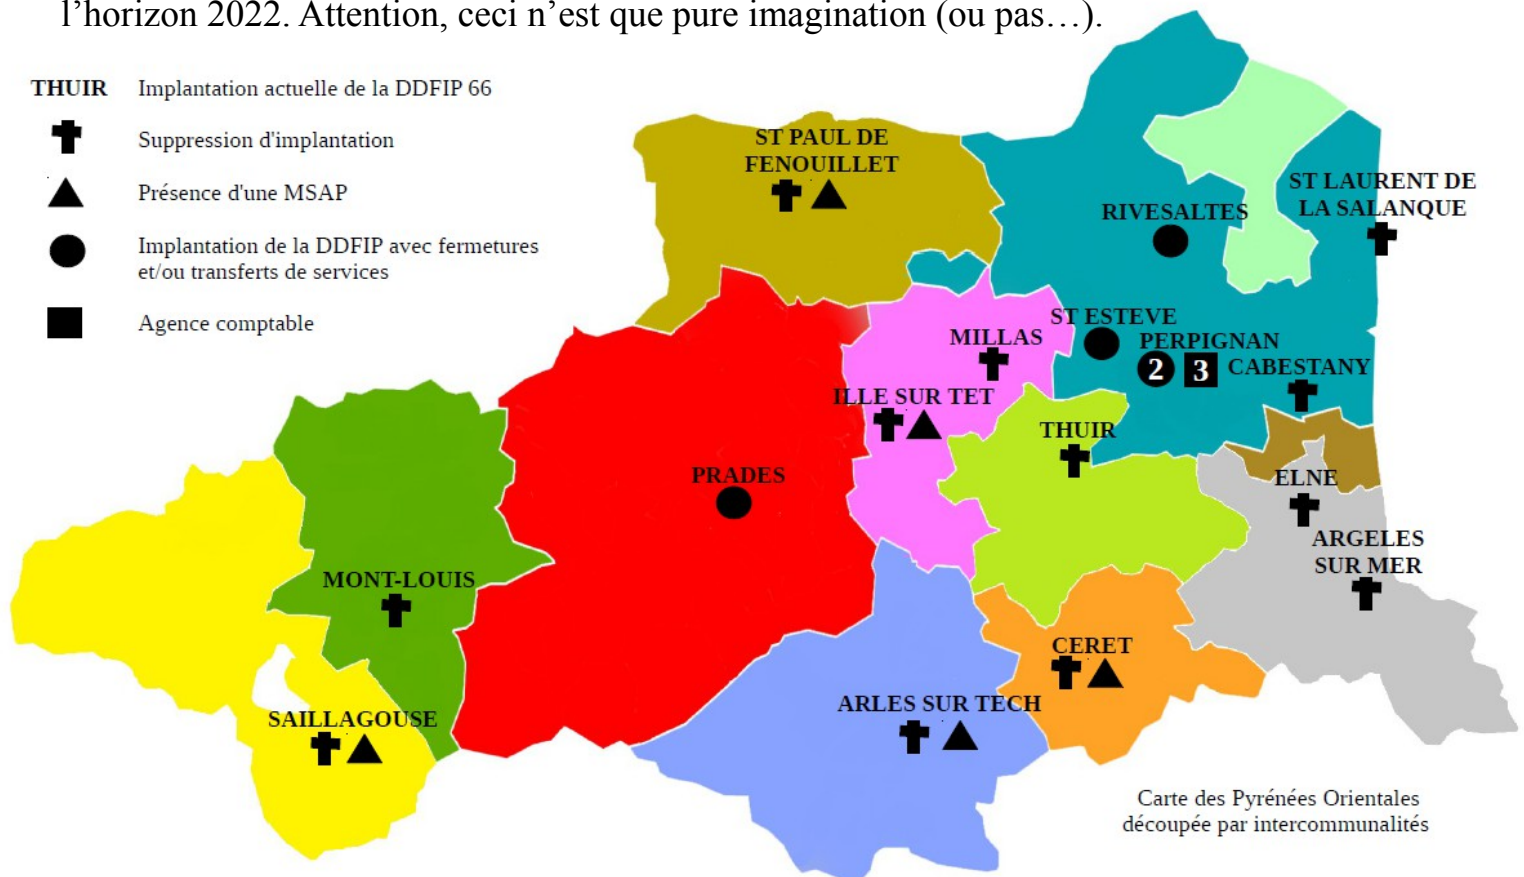 l’horizon 2022. Attention, ceci n’est que pure imagination (ou pas…).
THUIR Implantation actuelle de la DDFIP 66
Suppression d'implantation
Présence d'une MSAP
Implantation de la DDFIP avec fermetures
et/ou transferts de services
Agence comptable
ST PAUL DE
FENOUILLET
ST LAURENT DE
LA SALANQUE
RIVESALTES
ST ESTEVE
PERPIGNAN
2 3
CABESTANY
MILLAS
ILLE SUR TET
THUIR
PRADES
ELNE
ARGELES
SUR MER
MONT-LOUIS
CERET
ARLES SUR TECH
SAILLAGOUSE
Carte des Pyrénées Orientales
découpée par intercommunalités